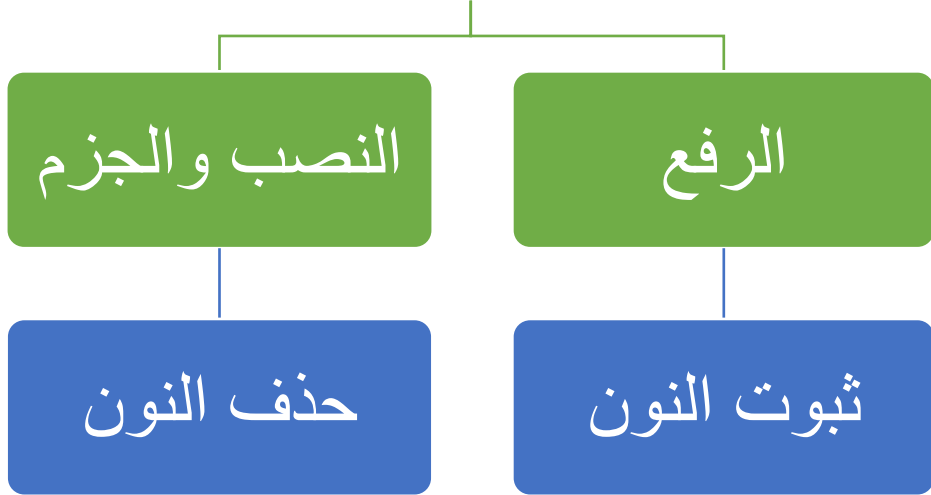 الرفع
النصب والجزم
ثبوت النون
حذف النون